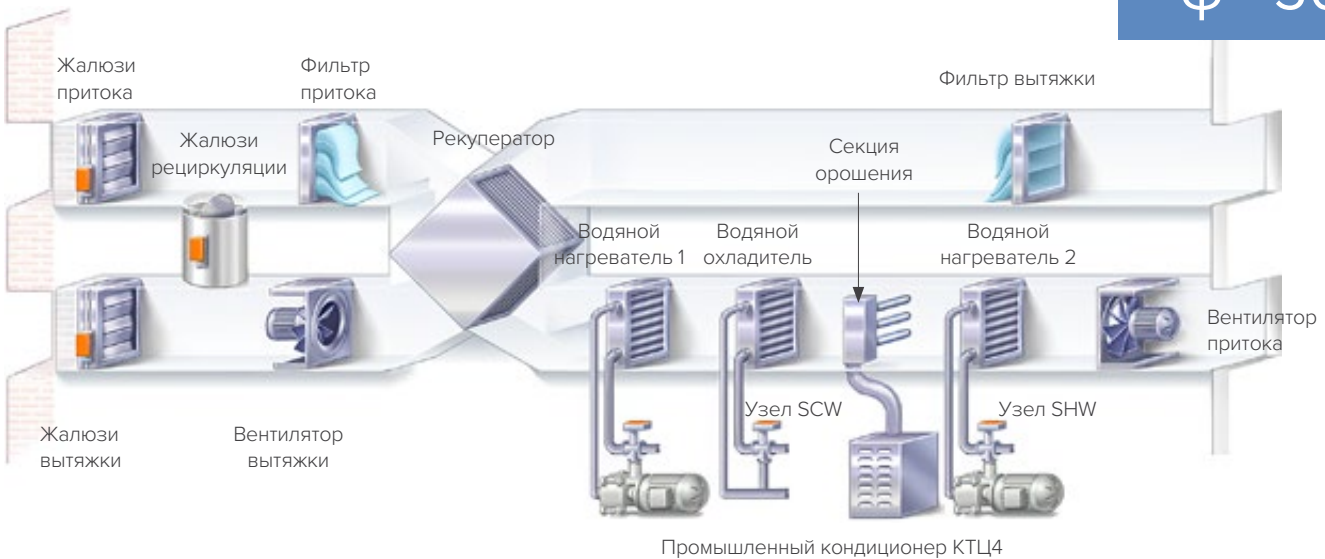 Жалюзи
притока
Фильтр
притока
Фильтр вытяжки
Жалюзи
рециркуляции
Рекуператор
Секция
орошения
Водяной
нагреватель 1
Водяной
охладитель
Водяной
нагреватель 2
Вентилятор
притока
Узел SCW
Узел SHW
Жалюзи
вытяжки
Вентилятор
вытяжки
Промышленный кондиционер КТЦ4